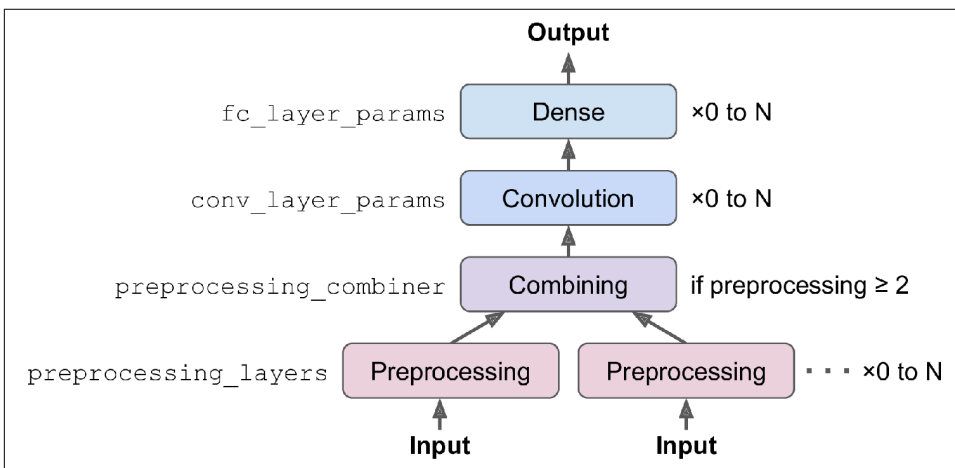 Output
fc_layer_params Dense ×0 to N
conv_layer_params Convolution ×0 to N
preprocessing_combiner Combining if preprocessing ≥ 2
preprocessing_layers Preprocessing Preprocessing ···· ×0 to N
Input Input